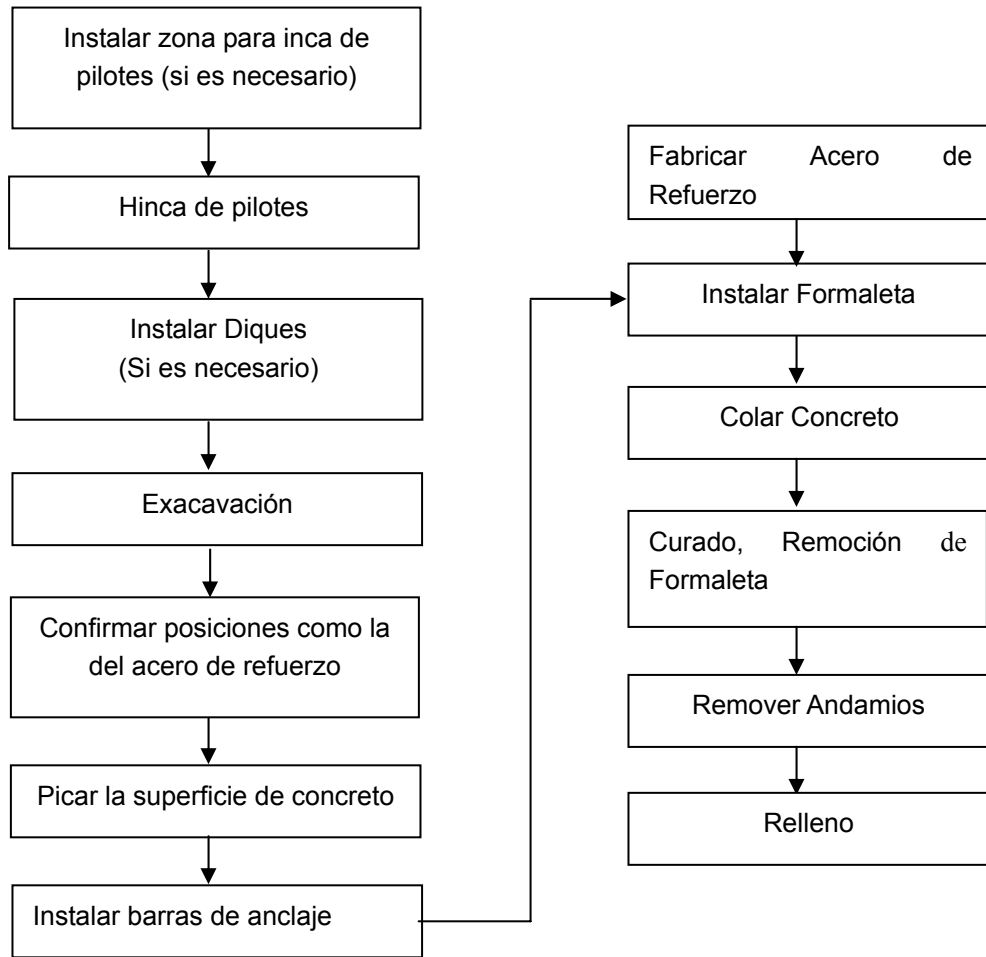 Instalar zona para inca de
pilotes (si es necesario)
Hinca de pilotes
Instalar Diques
(Si es necesario)
Exacavación
Confirmar posiciones como la
del acero de refuerzo
Picar la superficie de concreto
Instalar barras de anclaje
Fabricar Acero de
Refuerzo
Instalar Formaleta
Colar Concreto
Curado, Remoción de
Formaleta
Remover Andamios
Relleno